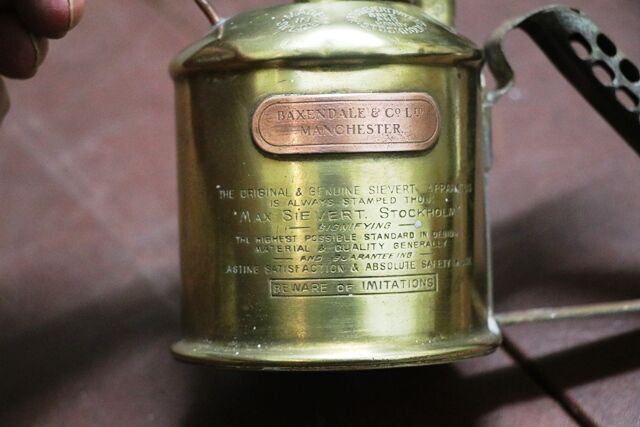 BAXENDALE & Co LTD
MANCHESTER.
THE ORIGINAL & GENUINE SIEVERT APPARATUS
IS ALWAYS STAMPED THUS
"MAX SIEVERT. STOCKHOLM"
SIGNIFYING
THE HIGHEST POSSIBLE STANDARD IN DESIGN
MATERIAL & QUALITY GENERALLY
AND GUARANTEEING
LASTING SATISFACTION & ABSOLUTE SAFETY
BEWARE OF IMITATIONS